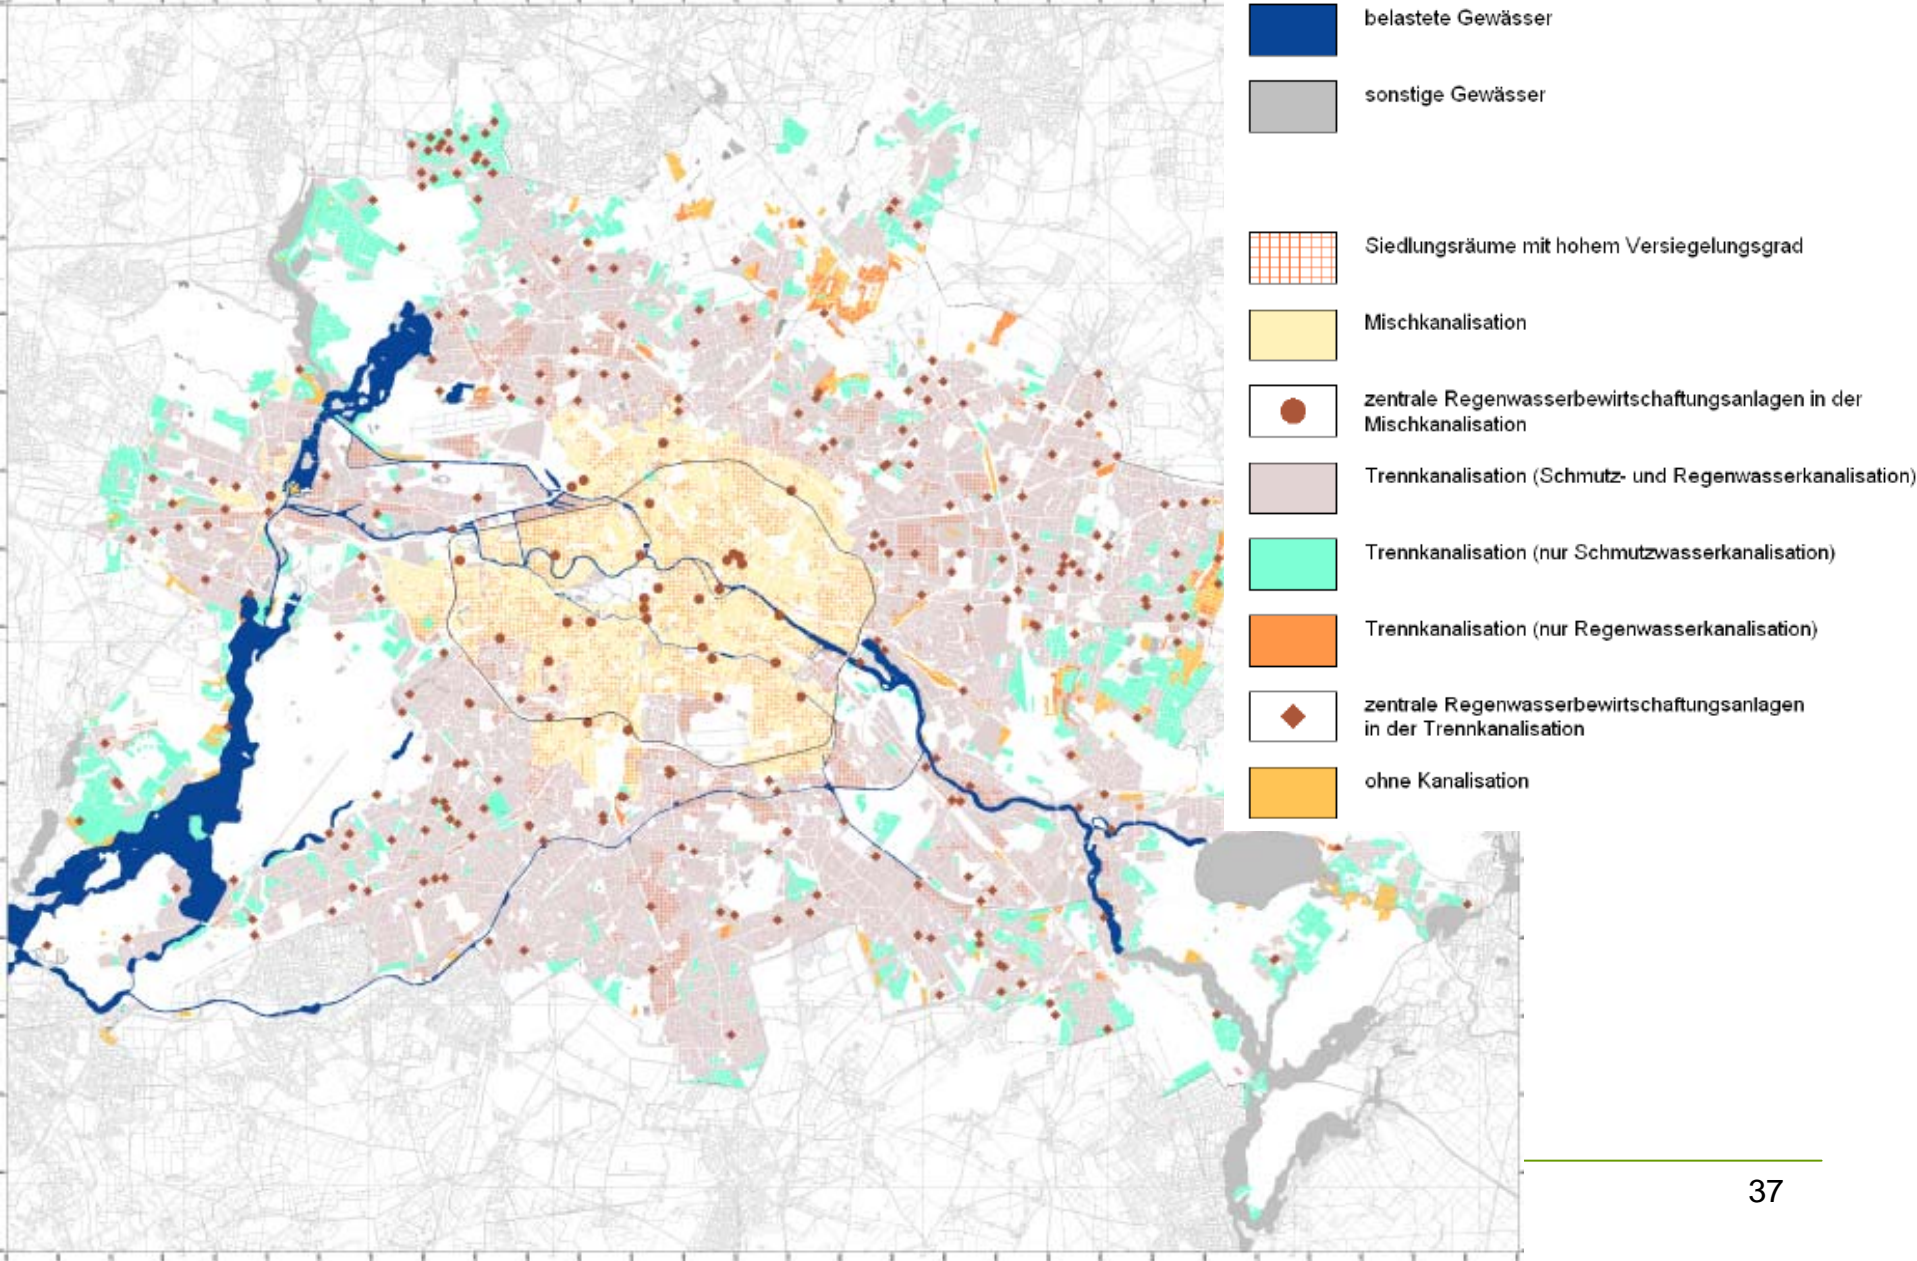 belastete Gewässer
sonstige Gewässer
Siedlungsräume mit hohem Versiegelungsgrad
Mischkanalisation
zentrale Regenwasserbewirtschaftungsanlagen in der
Mischkanalisation
Trennkanalisation (Schmutz- und Regenwasserkanalisation)
Trennkanalisation (nur Schmutzwasserkanalisation)
Trennkanalisation (nur Regenwasserkanalisation)
zentrale Regenwasserbewirtschaftungsanlagen
in der Trennkanalisation
ohne Kanalisation
37